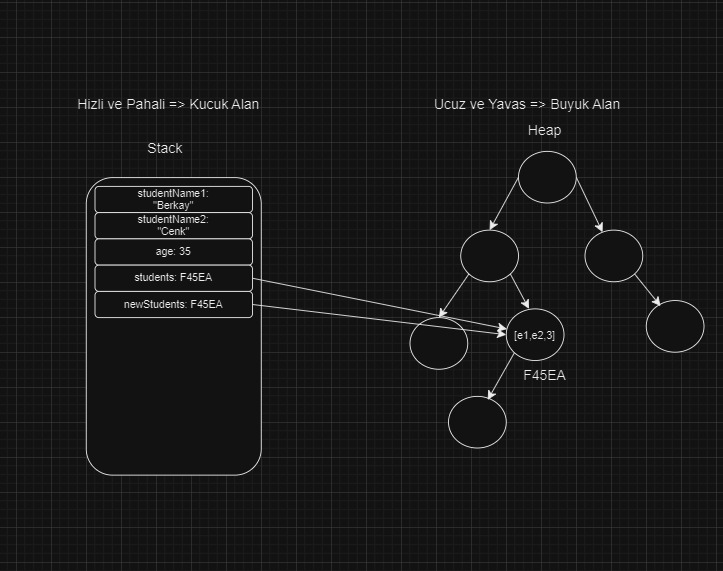 Hizli ve Pahali => Kucuk Alan
Stack
studentName1:
"Berkay"
studentName2:
"Cenk"
age: 35
students: F45EA
newStudents: F45EA
Ucuz ve Yavas => Buyuk Alan
Heap
[e1,e2,3]
F45EA